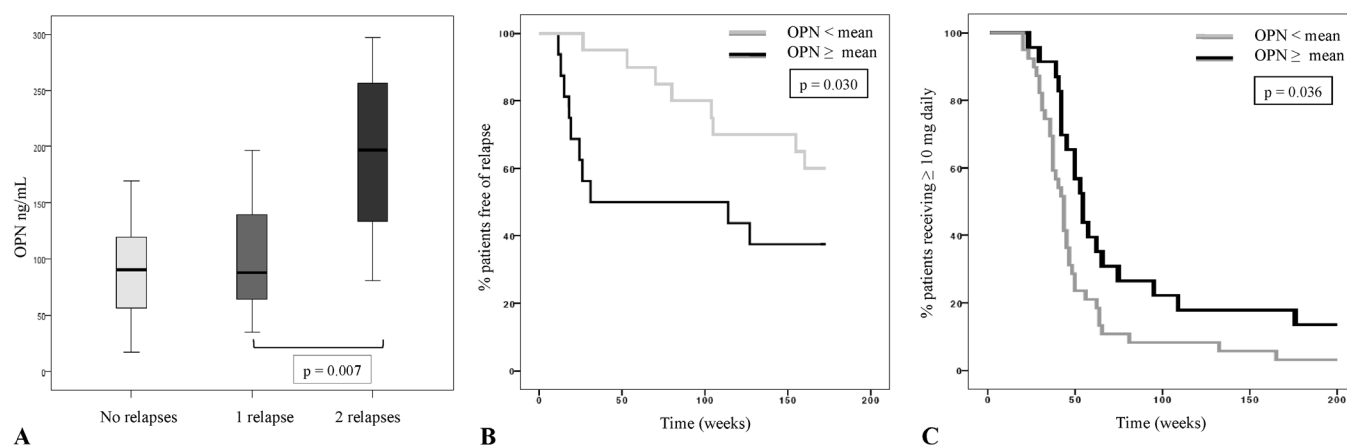 OPN ng/mL
300
250
200
150
100
50
0
No relapses
1 relapse
2 relapses
p = 0.007
A
% patients free of relapse
100
80
60
40
20
0
0
50
100
150
200
Time (weeks)
OPN < mean
OPN ≥ mean
p = 0.030
B
% patients receiving ≥ 10 mg daily
100
80
60
40
20
0
0
50
100
150
200
Time (weeks)
OPN < mean
OPN ≥ mean
p = 0.036
C